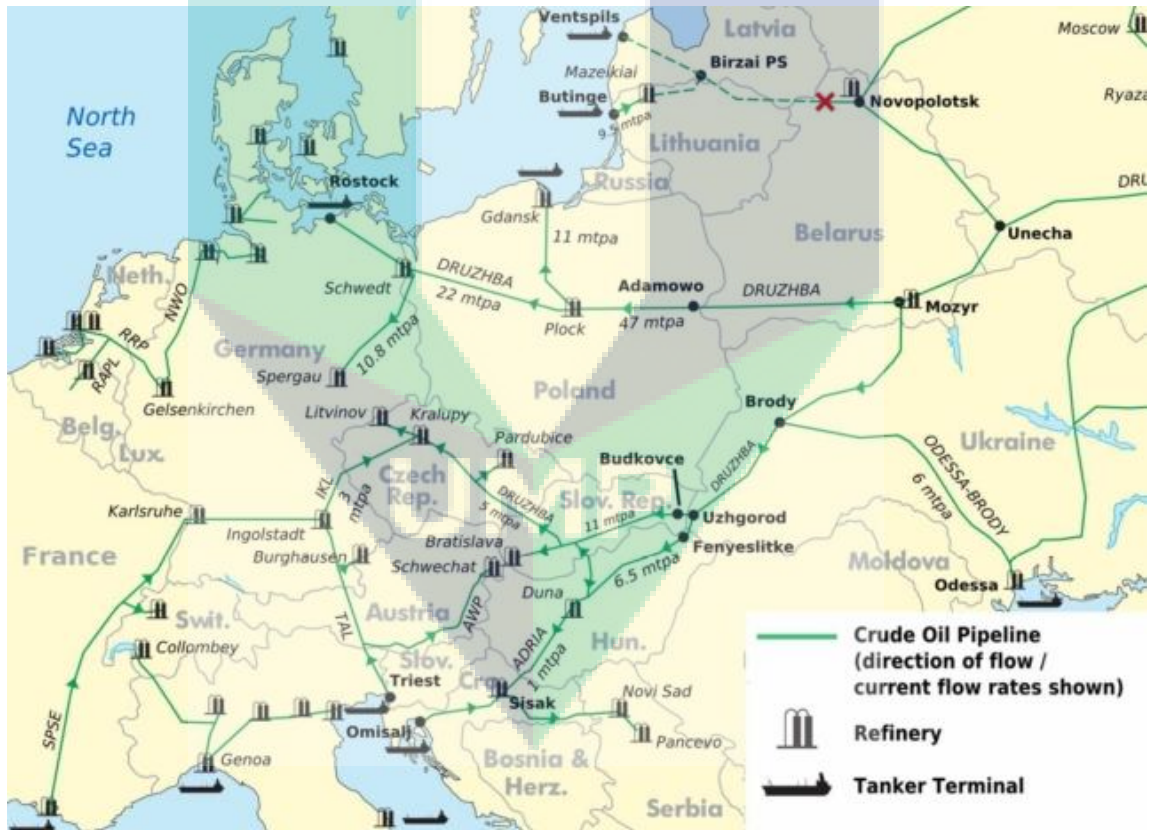 Ventspils
Latvia
Moscow
Birzai PS
Mazeikiai
Butinge
Novopolotsk
Ryaza
9.5 mtpa
North
Sea
Lithuania
Russia
Rostock
DRU
Gdansk
11 mtpa
Belarus
Unecha
Neth.
Schwedt
DRUZHBA
22 mtpa
Adamowo
DRUZHBA
Mozyr
NWO
Plock
47 mtpa
RRP
RAPL
Germany
10.8 mtpa
Spergau
Poland
Gelsenkirchen
Litvinov
Kralupy
Brody
Belg.
Lux.
Pardubice
Ukraine
Budkovce
DRUZHBA
ODESSA-BRODY
6 mtpa
Czech
Rep.
IKL
3
mtpa
DRUZHBA
5 mtpa
Slov. Rep.
Karlsruhe
11 mtpa
Uzhgorod
Ingolstadt
Bratislava
Fenyeslitke
France
Burghausen
Schwechat
Moldova
6.5 mtpa
Odessa
Duna
Swit.
Austria
AWP
TAL
Collombey
ADRIA
1 mtpa
Hun.
Slov.
Cro.
Triest
Novi Sad
Sisak
SPSE
Omisalj
Pancevo
Genoa
Bosnia &
Herz.
Serbia
Crude Oil Pipeline
(direction of flow /
current flow rates shown)
Refinery
Tanker Terminal